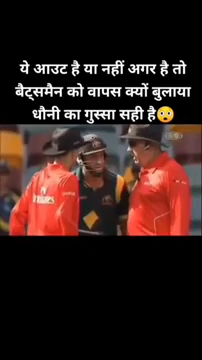 ये आउट है या नहीं अगर है तो
बैट्समैन को वापस क्यों बुलाया
धौनी का गुस्सा सही है😲